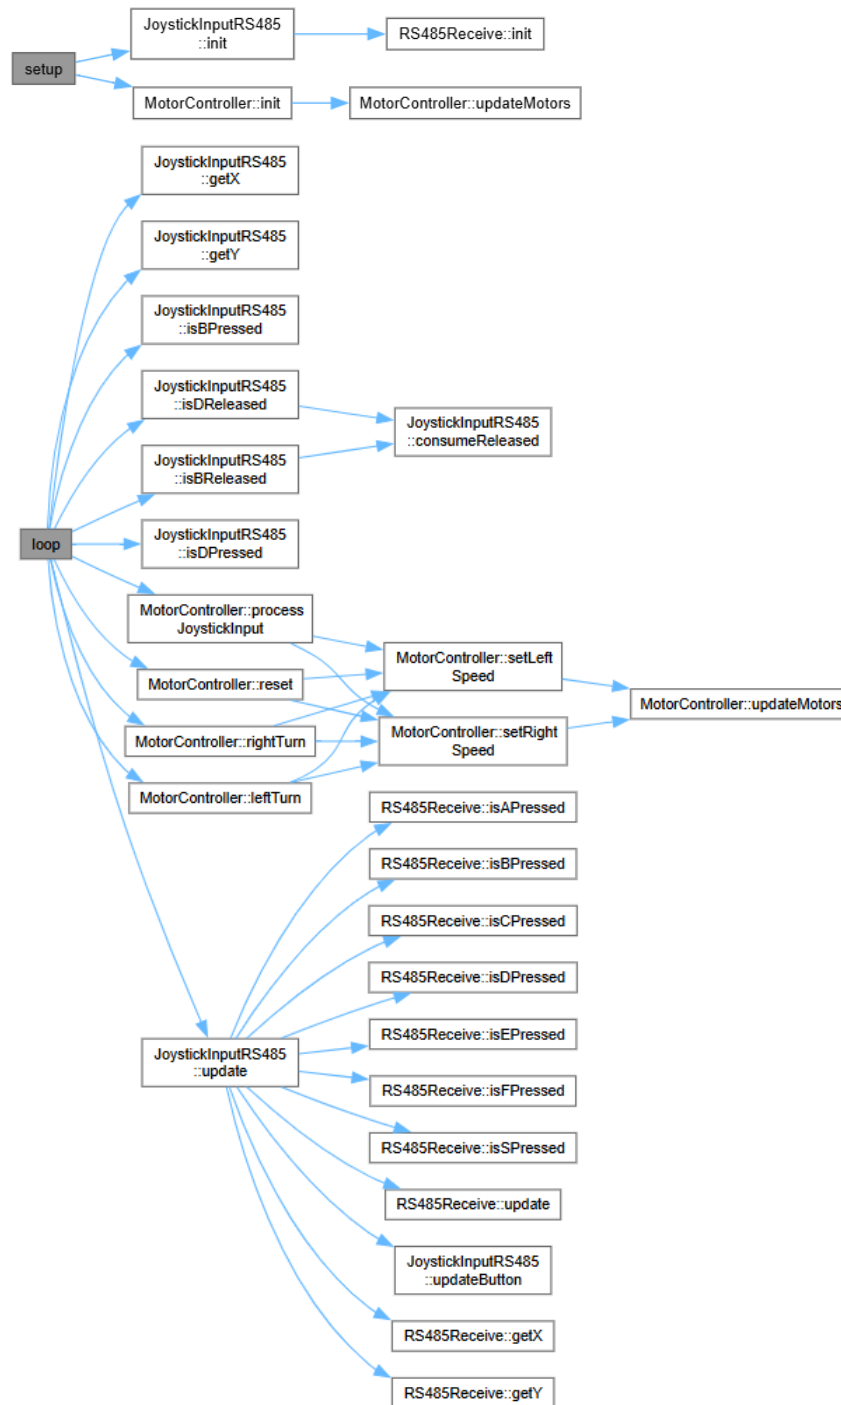 JoystickInputRS485
::init
RS485Receive::init
setup
MotorController::init
MotorController::updateMotors
JoystickInputRS485
::getX
JoystickInputRS485
::getY
JoystickInputRS485
::isBPressed
JoystickInputRS485
::isDReleased
JoystickInputRS485
::consumeReleased
JoystickInputRS485
::isBReleased
loop
JoystickInputRS485
::isDPressed
MotorController::process
JoystickInput
MotorController::setLeft
Speed
MotorController::reset
MotorController::updateMotors
MotorController::setRight
Speed
MotorController::rightTurn
MotorController::leftTurn
RS485Receive::isAPressed
RS485Receive::isBPressed
RS485Receive::isCPressed
RS485Receive::isDPressed
RS485Receive::isEPressed
JoystickInputRS485
::update
RS485Receive::isFPressed
RS485Receive::isSPressed
RS485Receive::update
JoystickInputRS485
::updateButton
RS485Receive::getX
RS485Receive::getY